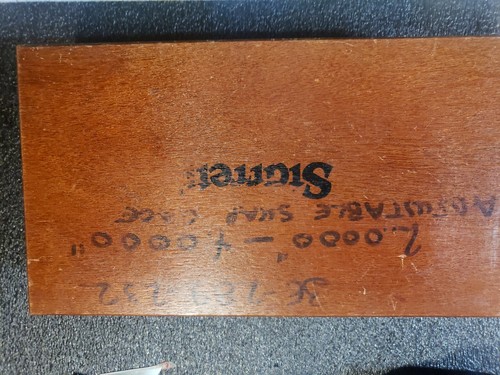 2.0000" - 4.0000"
ADJUSTABLE SNAP GAGE
Starrett